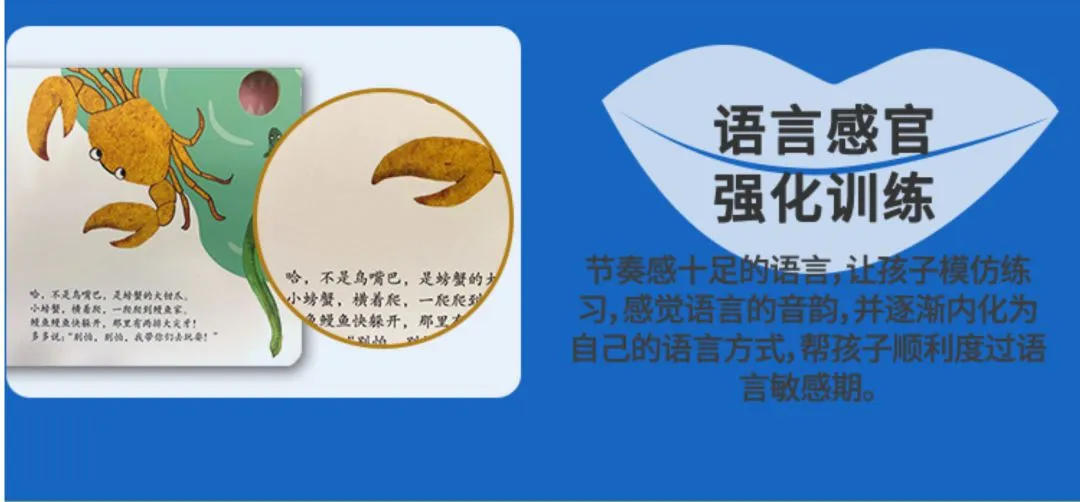 哈，不是鸟嘴巴，是螃蟹的大钳爪。
小螃蟹，横着爬，一爬爬到鳗鱼家。
鳗鱼鳗鱼快躲开，那里有两排大尖牙！
多多说：“别怕，别怕，我带你们去玩耍！”
哈，不是鸟嘴巴，是螃蟹的大
小螃蟹，横着爬，一爬爬到
鱼鳗鱼快躲开，那里有
“别怕，别
语言感官
强化训练
节奏感十足的语言，让孩子模仿练
习，感觉语言的音韵，并逐渐内化为
自己的语言方式，帮孩子顺利度过语
言敏感期。